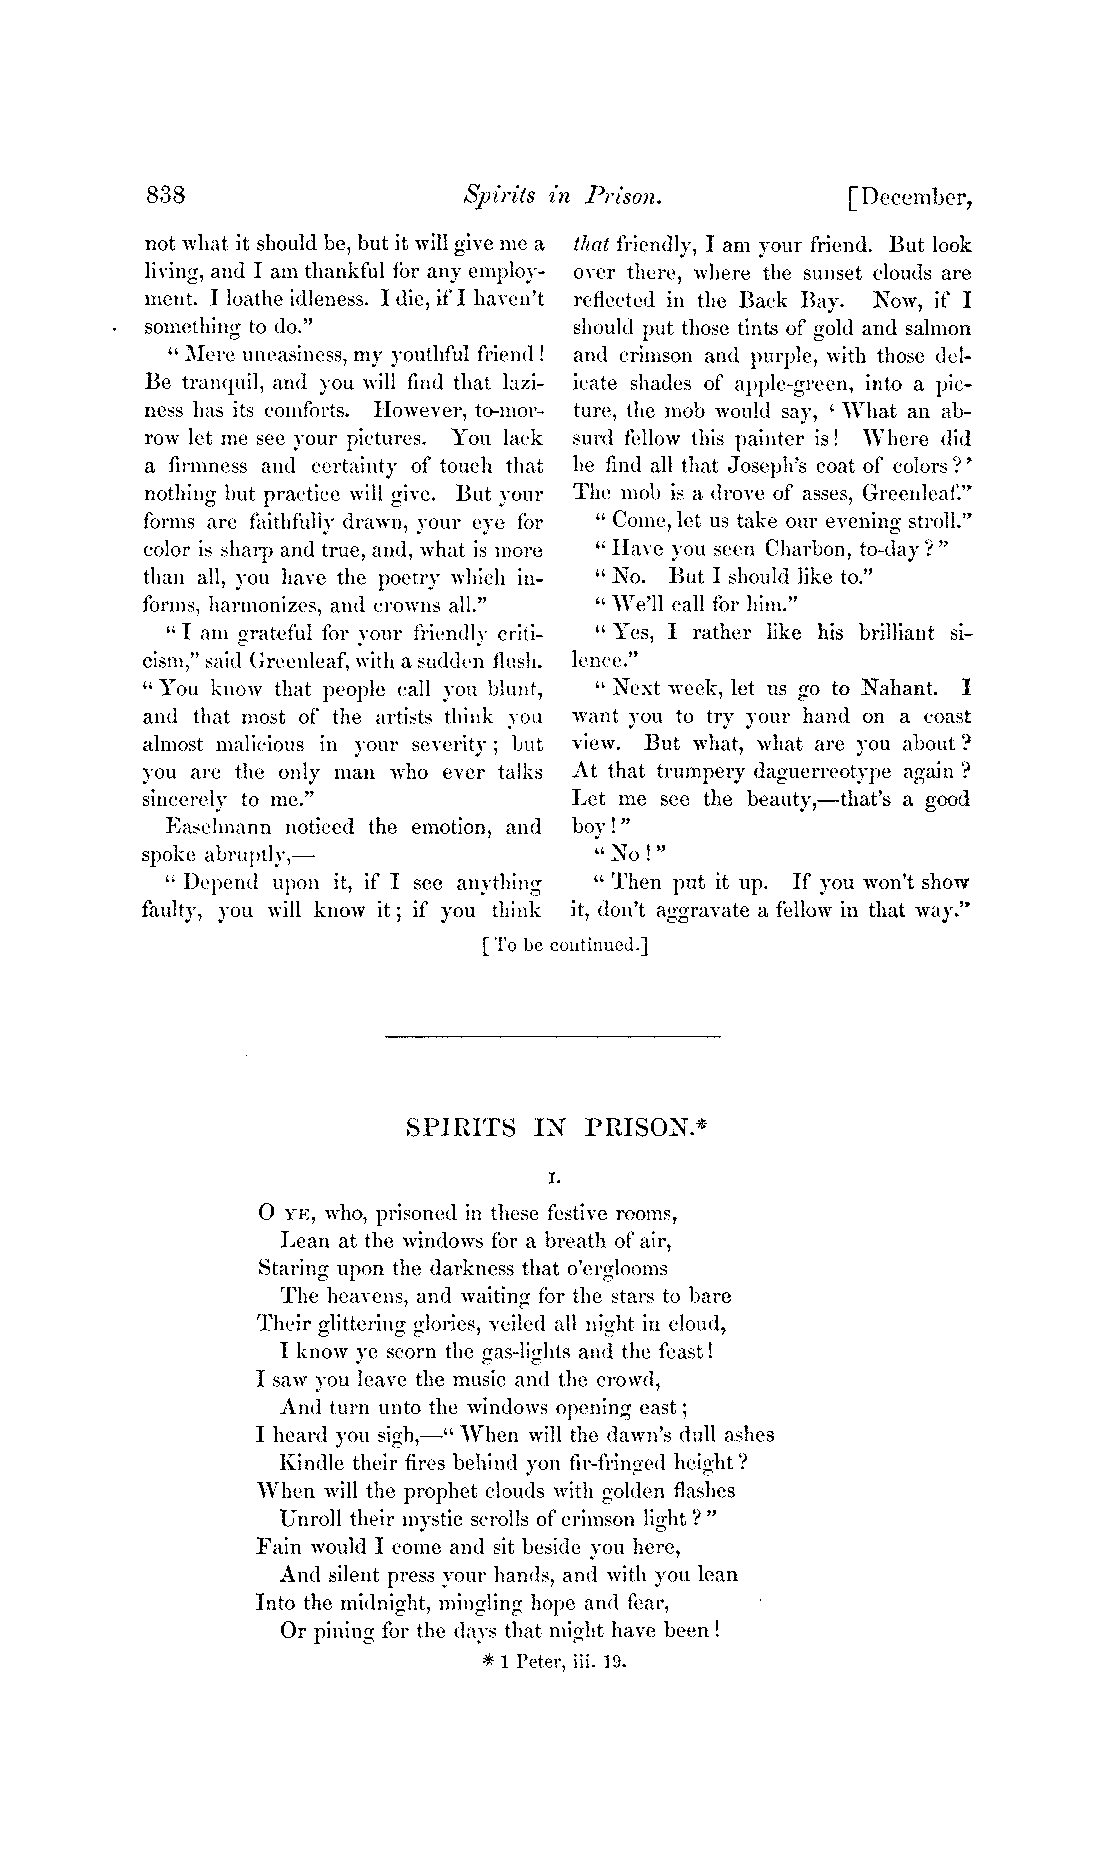 838 Spirits in Prison. [December,
not what it should be, but it will give me a
living, and I am thankful for any employ-
ment. I loathe idleness. I die, if I haven't
something to do."
" Mere uneasiness, my youthful friend !
Be tranquil, and you will find that lazi-
ness has its comforts. However, to-mor-
row let me see your pictures. You lack
a firmness and certainty of touch that
nothing but practice will give. But your
forms are faithfully drawn, your eye for
color is sharp and true, and, what is more
than all, you have the poetry which in-
forms, harmonizes, and crowns all."
" I am grateful for your friendly criti-
cism," said Greenleaf, with a sudden flush.
" You know that people call you blunt,
and that most of the artists think you
almost malicious in your severity ; but
you are the only man who ever talks
sincerely to me."
Easelmann noticed the emotion, and
spoke abruptly,—
" Depend upon it, if I see anything
faulty, you will know it ; if you think
that friendly, I am your friend. But look
over there, where the sunset clouds are
reflected in the Back Bay. Now, if I
should put those tints of gold and salmon
and crimson and purple, with those del-
icate shades of apple-green, into a pic-
ture, the mob would say, ' What an ab-
surd fellow this painter is ! Where did
he find all that Joseph's coat of colors ? '
The mob is a drove of asses, Greenleaf."
" Come, let us take our evening stroll."
" Have you seen Charbon, to-day ? "
" No. But I should like to."
" We'll call for him."
" Yes, I rather like his brilliant si-
lence."
" Next week, let us go to Nahant. I
want you to try your hand on a coast
view. But what, what are you about ?
At that trumpery daguerreotype again ?
Let me see the beauty,—that's a good
boy ! "
" No ! "
" Then put it up. If you won't show
it, don't aggravate a fellow in that way."
[To be continued.]
SPIRITS IN PRISON.*
I.
O YE, who, prisoned in these festive rooms,
Lean at the windows for a breath of air,
Staring upon the darkness that o'erglooms
The heavens, and waiting for the stars to bare
Their glittering glories, veiled all night in cloud,
I know ye scorn the gas-lights and the feast !
I saw you leave the music and the crowd,
And turn unto the windows opening east ;
I heard you sigh,—" When will the dawn's dull ashes
Kindle their fires behind yon fir-fringed height ?
When will the prophet clouds with golden flashes
Unroll their mystic scrolls of crimson light ? "
Fain would I come and sit beside you here,
And silent press your hands, and with you lean
Into the midnight, mingling hope and fear,
Or pining for the days that might have been !
* 1 Peter, iii. 19.